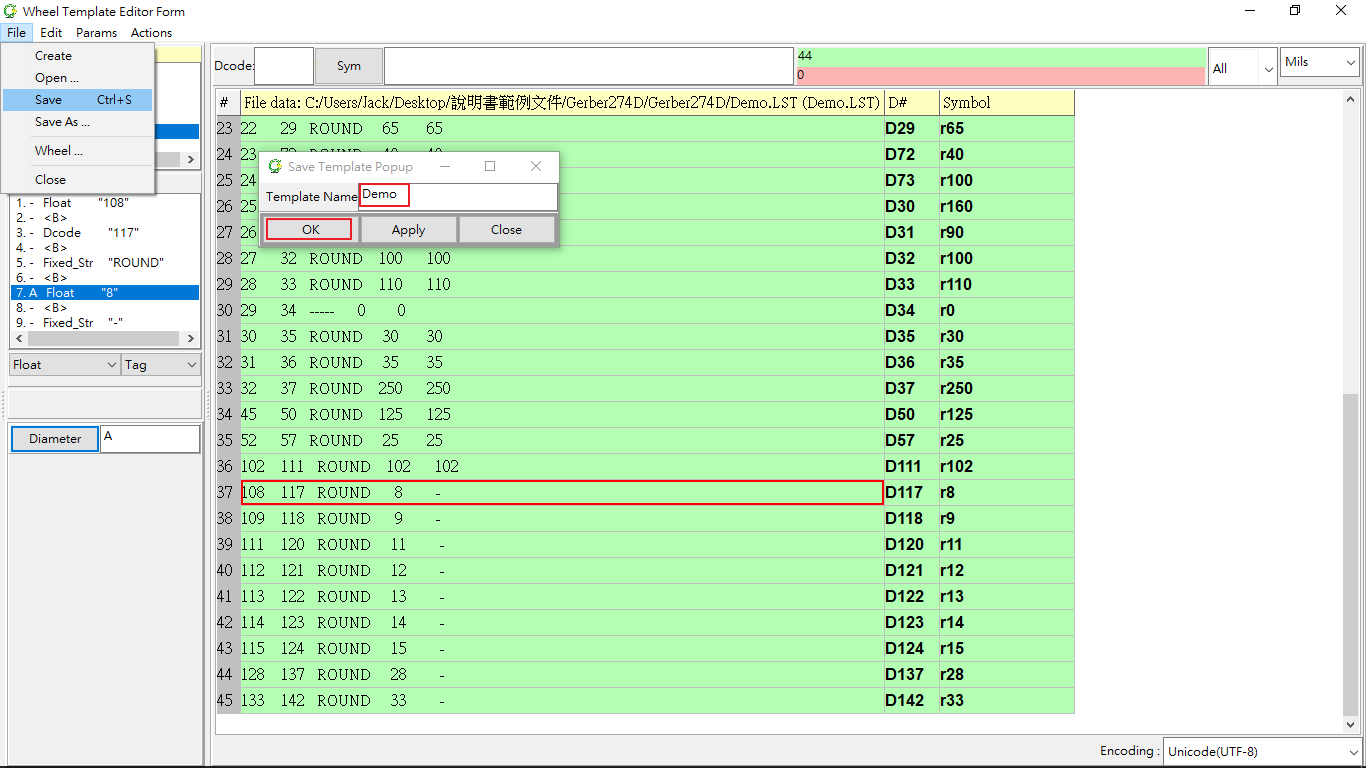 Wheel Template Editor Form
File Edit Params Actions
Create
Open ...
Save Ctrl+S
Save As ...
Wheel ...
Close
1. - Float "108"
2. - <B>
3. - Dcode "117"
4. - <B>
5. - Fixed_Str "ROUND"
6. - <B>
7. A Float "8"
8. - <B>
9. - Fixed_Str "-"
Float Tag
Diameter A
Dcode: Sym 44 All Mils
0
# File data: C:/Users/Jack/Desktop/說明書範例文件/Gerber274D/Gerber274D/Demo.LST (Demo.LST) D# Symbol
23 22 29 ROUND 65 65 D29 r65
24 23 D72 r40
25 24 D73 r100
26 25 D30 r160
27 26 D31 r90
28 27 32 ROUND 100 100 D32 r100
29 28 33 ROUND 110 110 D33 r110
30 29 34 ----- 0 0 D34 r0
31 30 35 ROUND 30 30 D35 r30
32 31 36 ROUND 35 35 D36 r35
33 32 37 ROUND 250 250 D37 r250
34 45 50 ROUND 125 125 D50 r125
35 52 57 ROUND 25 25 D57 r25
36 102 111 ROUND 102 102 D111 r102
37 108 117 ROUND 8 - D117 r8
38 109 118 ROUND 9 - D118 r9
39 111 120 ROUND 11 - D120 r11
40 112 121 ROUND 12 - D121 r12
41 113 122 ROUND 13 - D122 r13
42 114 123 ROUND 14 - D123 r14
43 115 124 ROUND 15 - D124 r15
44 128 137 ROUND 28 - D137 r28
45 133 142 ROUND 33 - D142 r33
Save Template Popup
Template Name Demo
OK Apply Close
Encoding : Unicode(UTF-8)